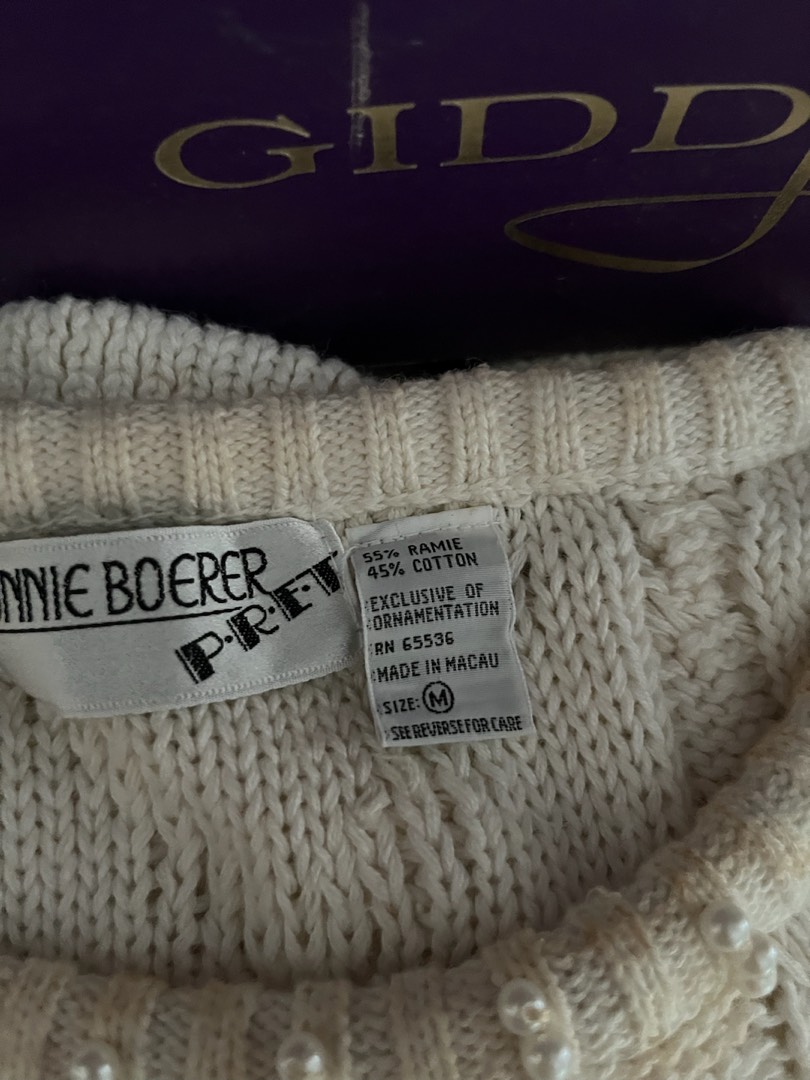 GIDDY
NNIE BOERER
P·R·E·T
55% RAMIE
45% COTTON
EXCLUSIVE OF
ORNAMENTATION
RN 65536
MADE IN MACAU
SIZE: M
SEE REVERSE FOR CARE